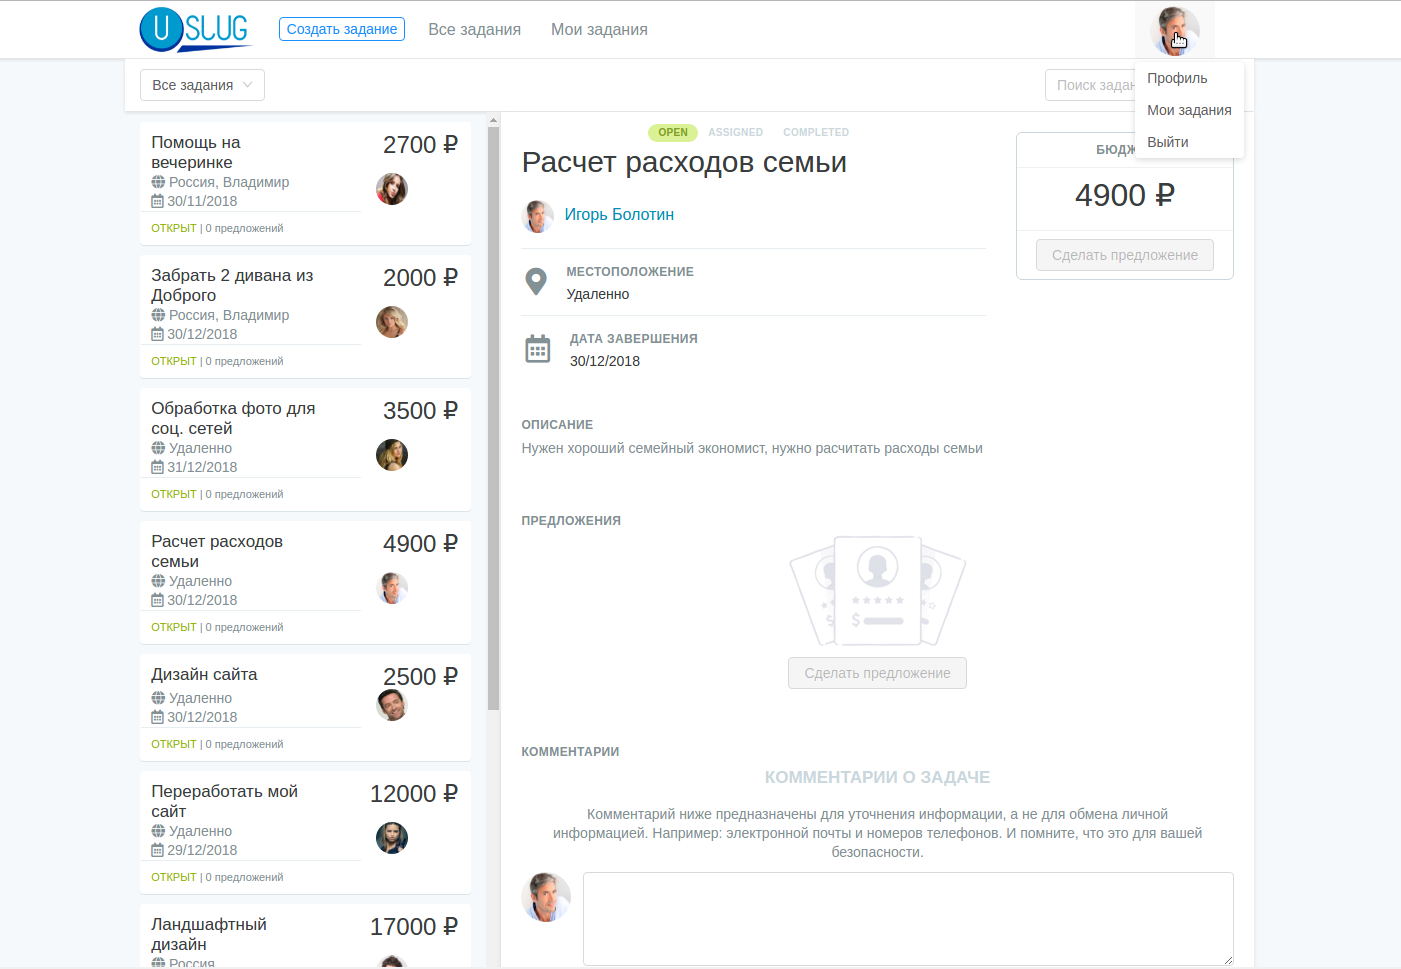 USLUG
Создать задание
Все задания
Мои задания
Профиль
Мои задания
Выйти
Все задания
Поиск задан
Помощь на
вечеринке
2700 ₽
Россия, Владимир
30/11/2018
ОТКРЫТ | 0 предложений
Забрать 2 дивана из
Доброго
2000 ₽
Россия, Владимир
30/12/2018
ОТКРЫТ | 0 предложений
Обработка фото для
соц. сетей
3500 ₽
Удаленно
31/12/2018
ОТКРЫТ | 0 предложений
Расчет расходов
семьи
4900 ₽
Удаленно
30/12/2018
ОТКРЫТ | 0 предложений
Дизайн сайта
2500 ₽
Удаленно
30/12/2018
ОТКРЫТ | 0 предложений
Переработать мой
сайт
12000 ₽
Удаленно
29/12/2018
ОТКРЫТ | 0 предложений
Ландшафтный
дизайн
17000 ₽
Россия
OPEN ASSIGNED COMPLETED
Расчет расходов семьи
Игорь Болотин
МЕСТОПОЛОЖЕНИЕ
Удаленно
ДАТА ЗАВЕРШЕНИЯ
30/12/2018
БЮДЖ
4900 ₽
Сделать предложение
ОПИСАНИЕ
Нужен хороший семейный экономист, нужно расчитать расходы семьи
ПРЕДЛОЖЕНИЯ
$ $
Сделать предложение
КОММЕНТАРИИ
КОММЕНТАРИИ О ЗАДАЧЕ
Комментарий ниже предназначены для уточнения информации, а не для обмена личной
информацией. Например: электронной почты и номеров телефонов. И помните, что это для вашей
безопасности.